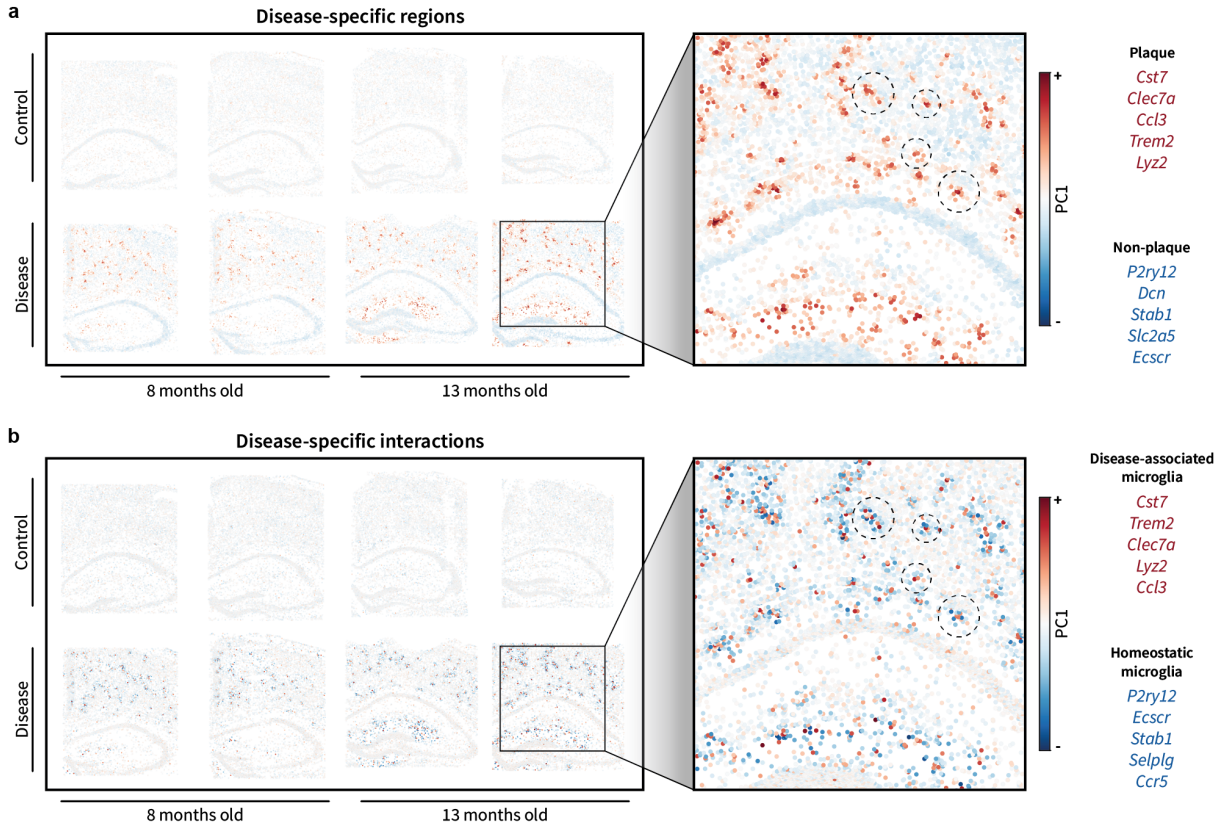 a
Disease-specific regions
Control
Disease
8 months old
13 months old
+
PC1
-
Plaque
Cst7
Clec7a
Ccl3
Trem2
Lyz2
Non-plaque
P2ry12
Dcn
Stab1
Slc2a5
Ecscr
b
Disease-specific interactions
Control
Disease
8 months old
13 months old
+
PC1
-
Disease-associated
microglia
Cst7
Trem2
Clec7a
Lyz2
Ccl3
Homeostatic
microglia
P2ry12
Ecscr
Stab1
Selplg
Ccr5